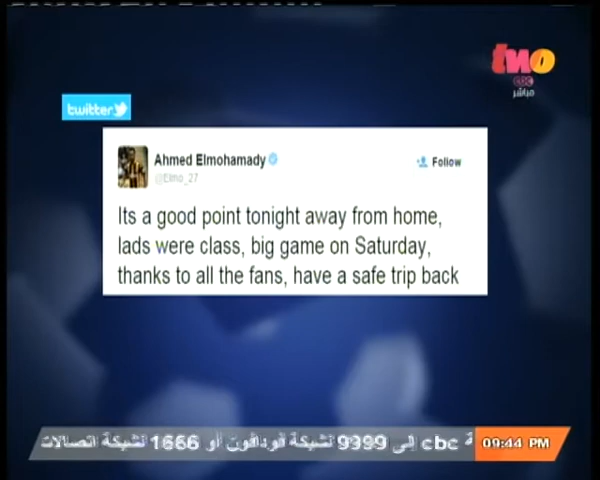 two
cbc
مباشر
twitter
Ahmed Elmohamady
@Elmo_27
Follow
Its a good point tonight away from home,
lads were class, big game on Saturday,
thanks to all the fans, have a safe trip back
cbc إلى 9999 لشبكة ڤودافون أو 1666 لشبكة اتصالات
09:44 PM